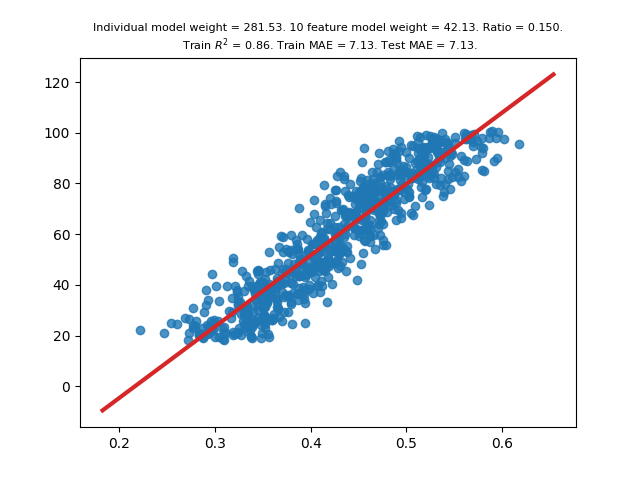 Individual model weight = 281.53. 10 feature model weight = 42.13. Ratio = 0.150.
Train R² = 0.86. Train MAE = 7.13. Test MAE = 7.13.
120
100
80
60
40
20
0
0.2 0.3 0.4 0.5 0.6